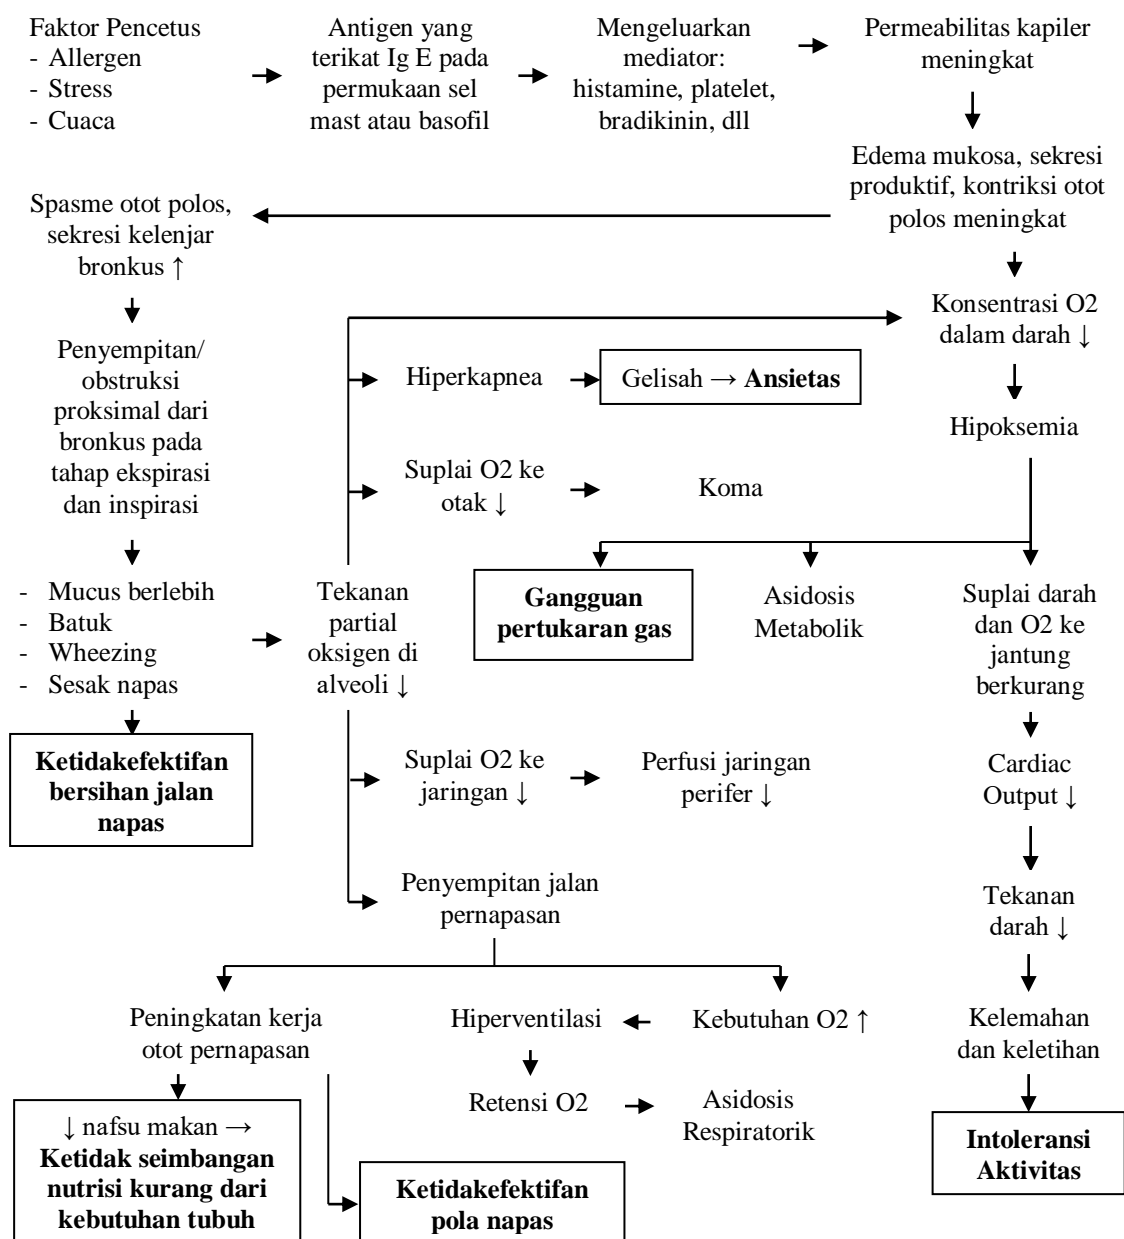 Faktor Pencetus
- Allergen
- Stress
- Cuaca
Antigen yang
terikat Ig E pada
permukaan sel
mast atau basofil
Mengeluarkan
mediator:
histamine, platelet,
bradikinin, dll
Permeabilitas kapiler
meningkat
Edema mukosa, sekresi
produktif, kontriksi otot
polos meningkat
Spasme otot polos,
sekresi kelenjar
bronkus ↑
Penyempitan/
obstruksi
proksimal dari
bronkus pada
tahap ekspirasi
dan inspirasi
Konsentrasi O2
dalam darah ↓
Hiperkapnea
Gelisah → Ansietas
Hipoksemia
Suplai O2 ke
otak ↓
Koma
- Mucus berlebih
- Batuk
- Wheezing
- Sesak napas
Tekanan
partial
oksigen di
alveoli ↓
Gangguan
pertukaran gas
Asidosis
Metabolik
Suplai darah
dan O2 ke
jantung
berkurang
Ketidakefektifan
bersihan jalan
napas
Suplai O2 ke
jaringan ↓
Perfusi jaringan
perifer ↓
Cardiac
Output ↓
Penyempitan jalan
pernapasan
Tekanan
darah ↓
Peningkatan kerja
otot pernapasan
Hiperventilasi
Kebutuhan O2 ↑
Kelemahan
dan keletihan
Retensi O2
Asidosis
Respiratorik
↓ nafsu makan →
Ketidak seimbangan
nutrisi kurang dari
kebutuhan tubuh
Ketidakefektifan
pola napas
Intoleransi
Aktivitas